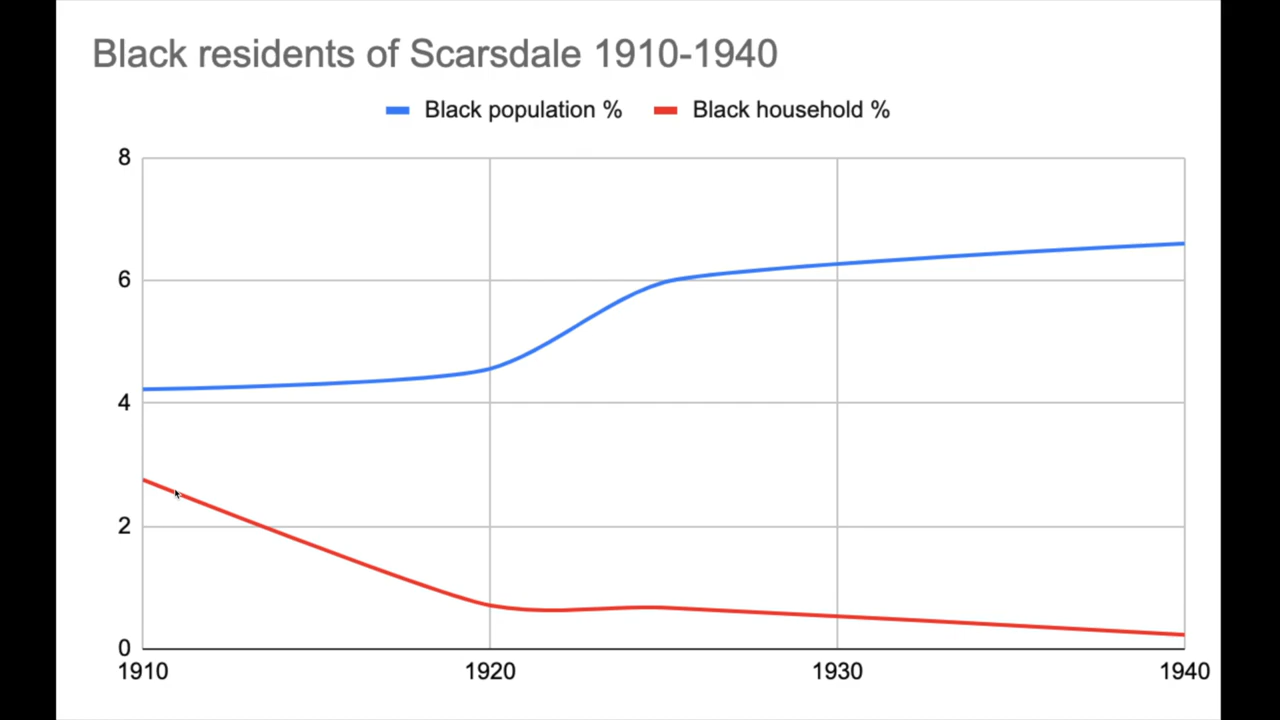 Black residents of Scarsdale 1910-1940
Black population % Black household %
8
6
4
2
0
1910 1920 1930 1940